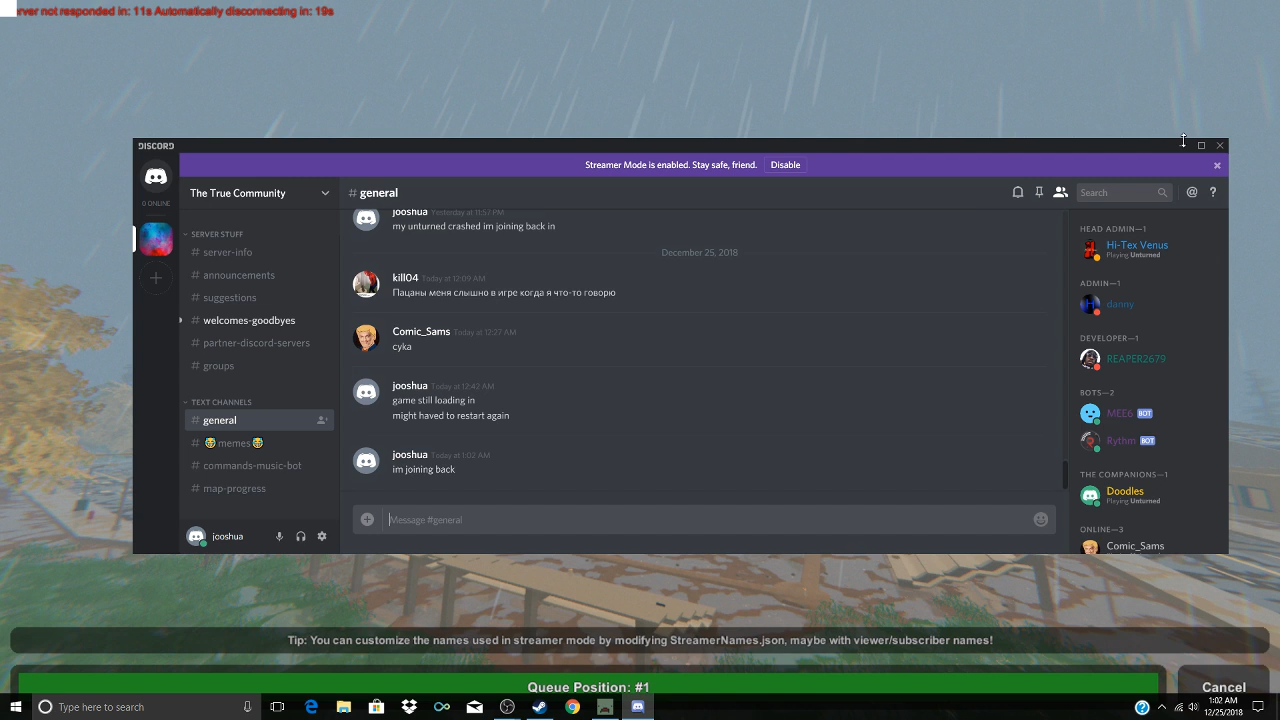 rver not responded in: 11s Automatically disconnecting in: 19s
DISCORD
Streamer Mode is enabled. Stay safe, friend.
Disable
0 ONLINE
The True Community
SERVER STUFF
# server-info
# announcements
# suggestions
# welcomes-goodbyes
# partner-discord-servers
# groups
TEXT CHANNELS
# general
# 😂 memes 😂
# commands-music-bot
# map-progress
jooshua
# general
Search
jooshua Yesterday at 11:57 PM
my unturned crashed im joining back in
December 25, 2018
kill04 Today at 12:09 AM
Пацаны меня слышно в игре когда я что-то говорю
Comic_Sams Today at 12:27 AM
сука
jooshua Today at 12:42 AM
game still loading in
might haved to restart again
jooshua Today at 1:02 AM
im joining back
Message #general
HEAD ADMIN—1
Hi-Tex Venus
Playing Unturned
ADMIN—1
danny
DEVELOPER—1
REAPER2679
BOTS—2
MEE6 BOT
Rythm BOT
THE COMPANIONS—1
Doodles
Playing Unturned
ONLINE—3
Comic_Sams
Tip: You can customize the names used in streamer mode by modifying StreamerNames.json, maybe with viewer/subscriber names!
Queue Position: #1
Cancel
Type here to search
1:02 AM
12/25/2018